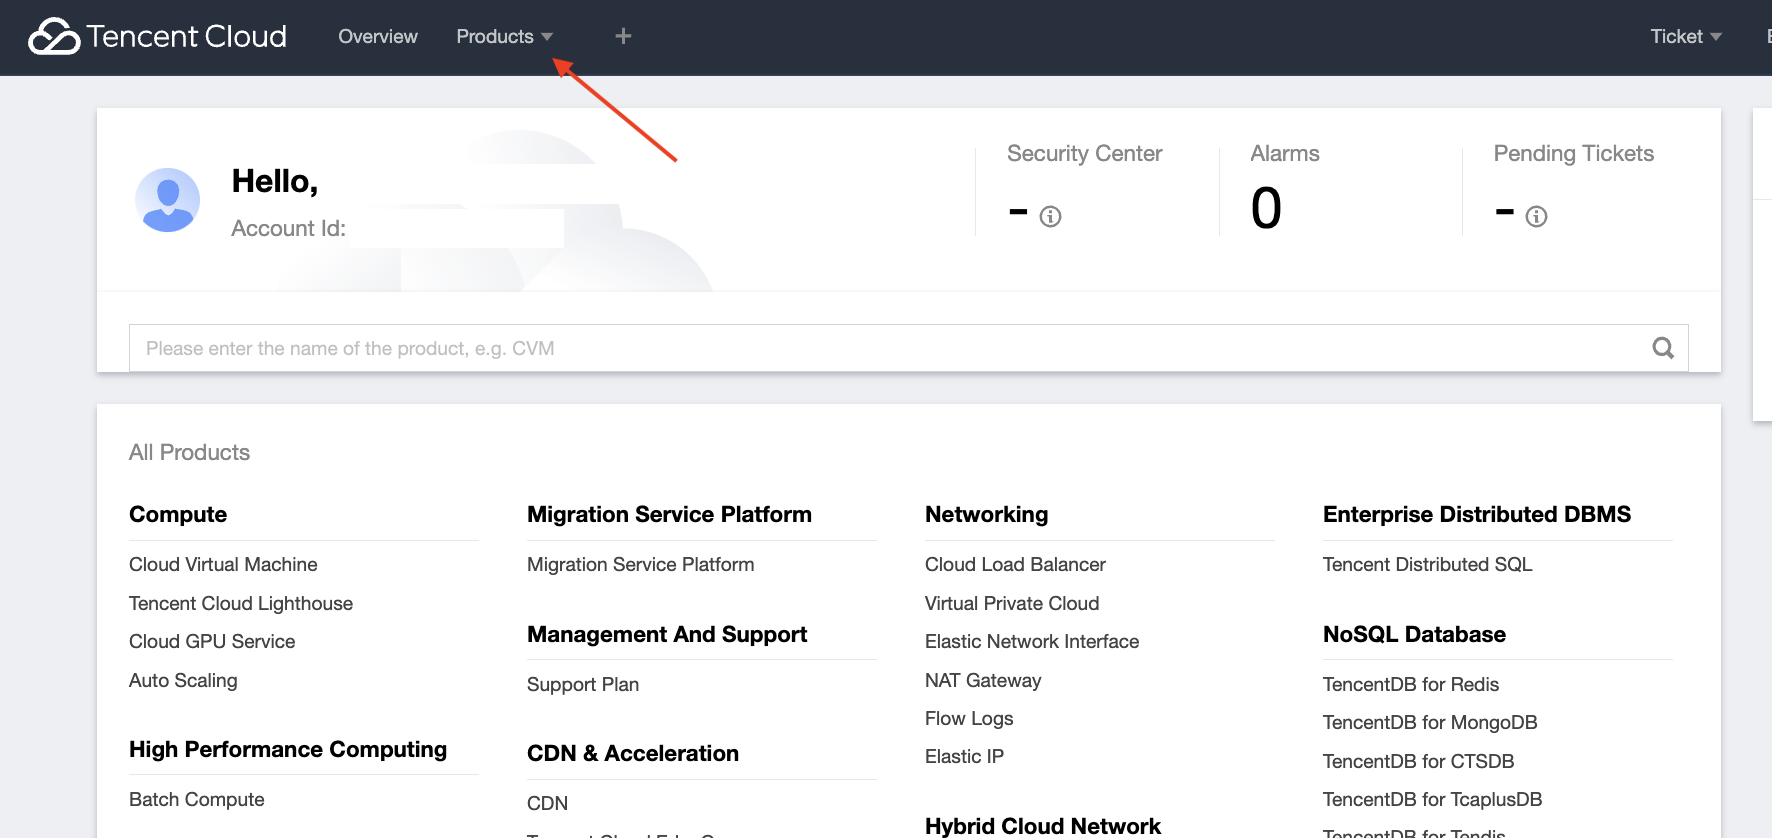 Tencent Cloud
Overview
Products
+
Ticket
Hello,
Account Id:
Security Center
-
Alarms
0
Pending Tickets
-
Please enter the name of the product, e.g. CVM
All Products
Compute
Cloud Virtual Machine
Tencent Cloud Lighthouse
Cloud GPU Service
Auto Scaling
High Performance Computing
Batch Compute
Migration Service Platform
Migration Service Platform
Management And Support
Support Plan
CDN & Acceleration
CDN
Networking
Cloud Load Balancer
Virtual Private Cloud
Elastic Network Interface
NAT Gateway
Flow Logs
Elastic IP
Hybrid Cloud Network
Enterprise Distributed DBMS
Tencent Distributed SQL
NoSQL Database
TencentDB for Redis
TencentDB for MongoDB
TencentDB for CTSDB
TencentDB for TcaplusDB
TencentDB for Tendis